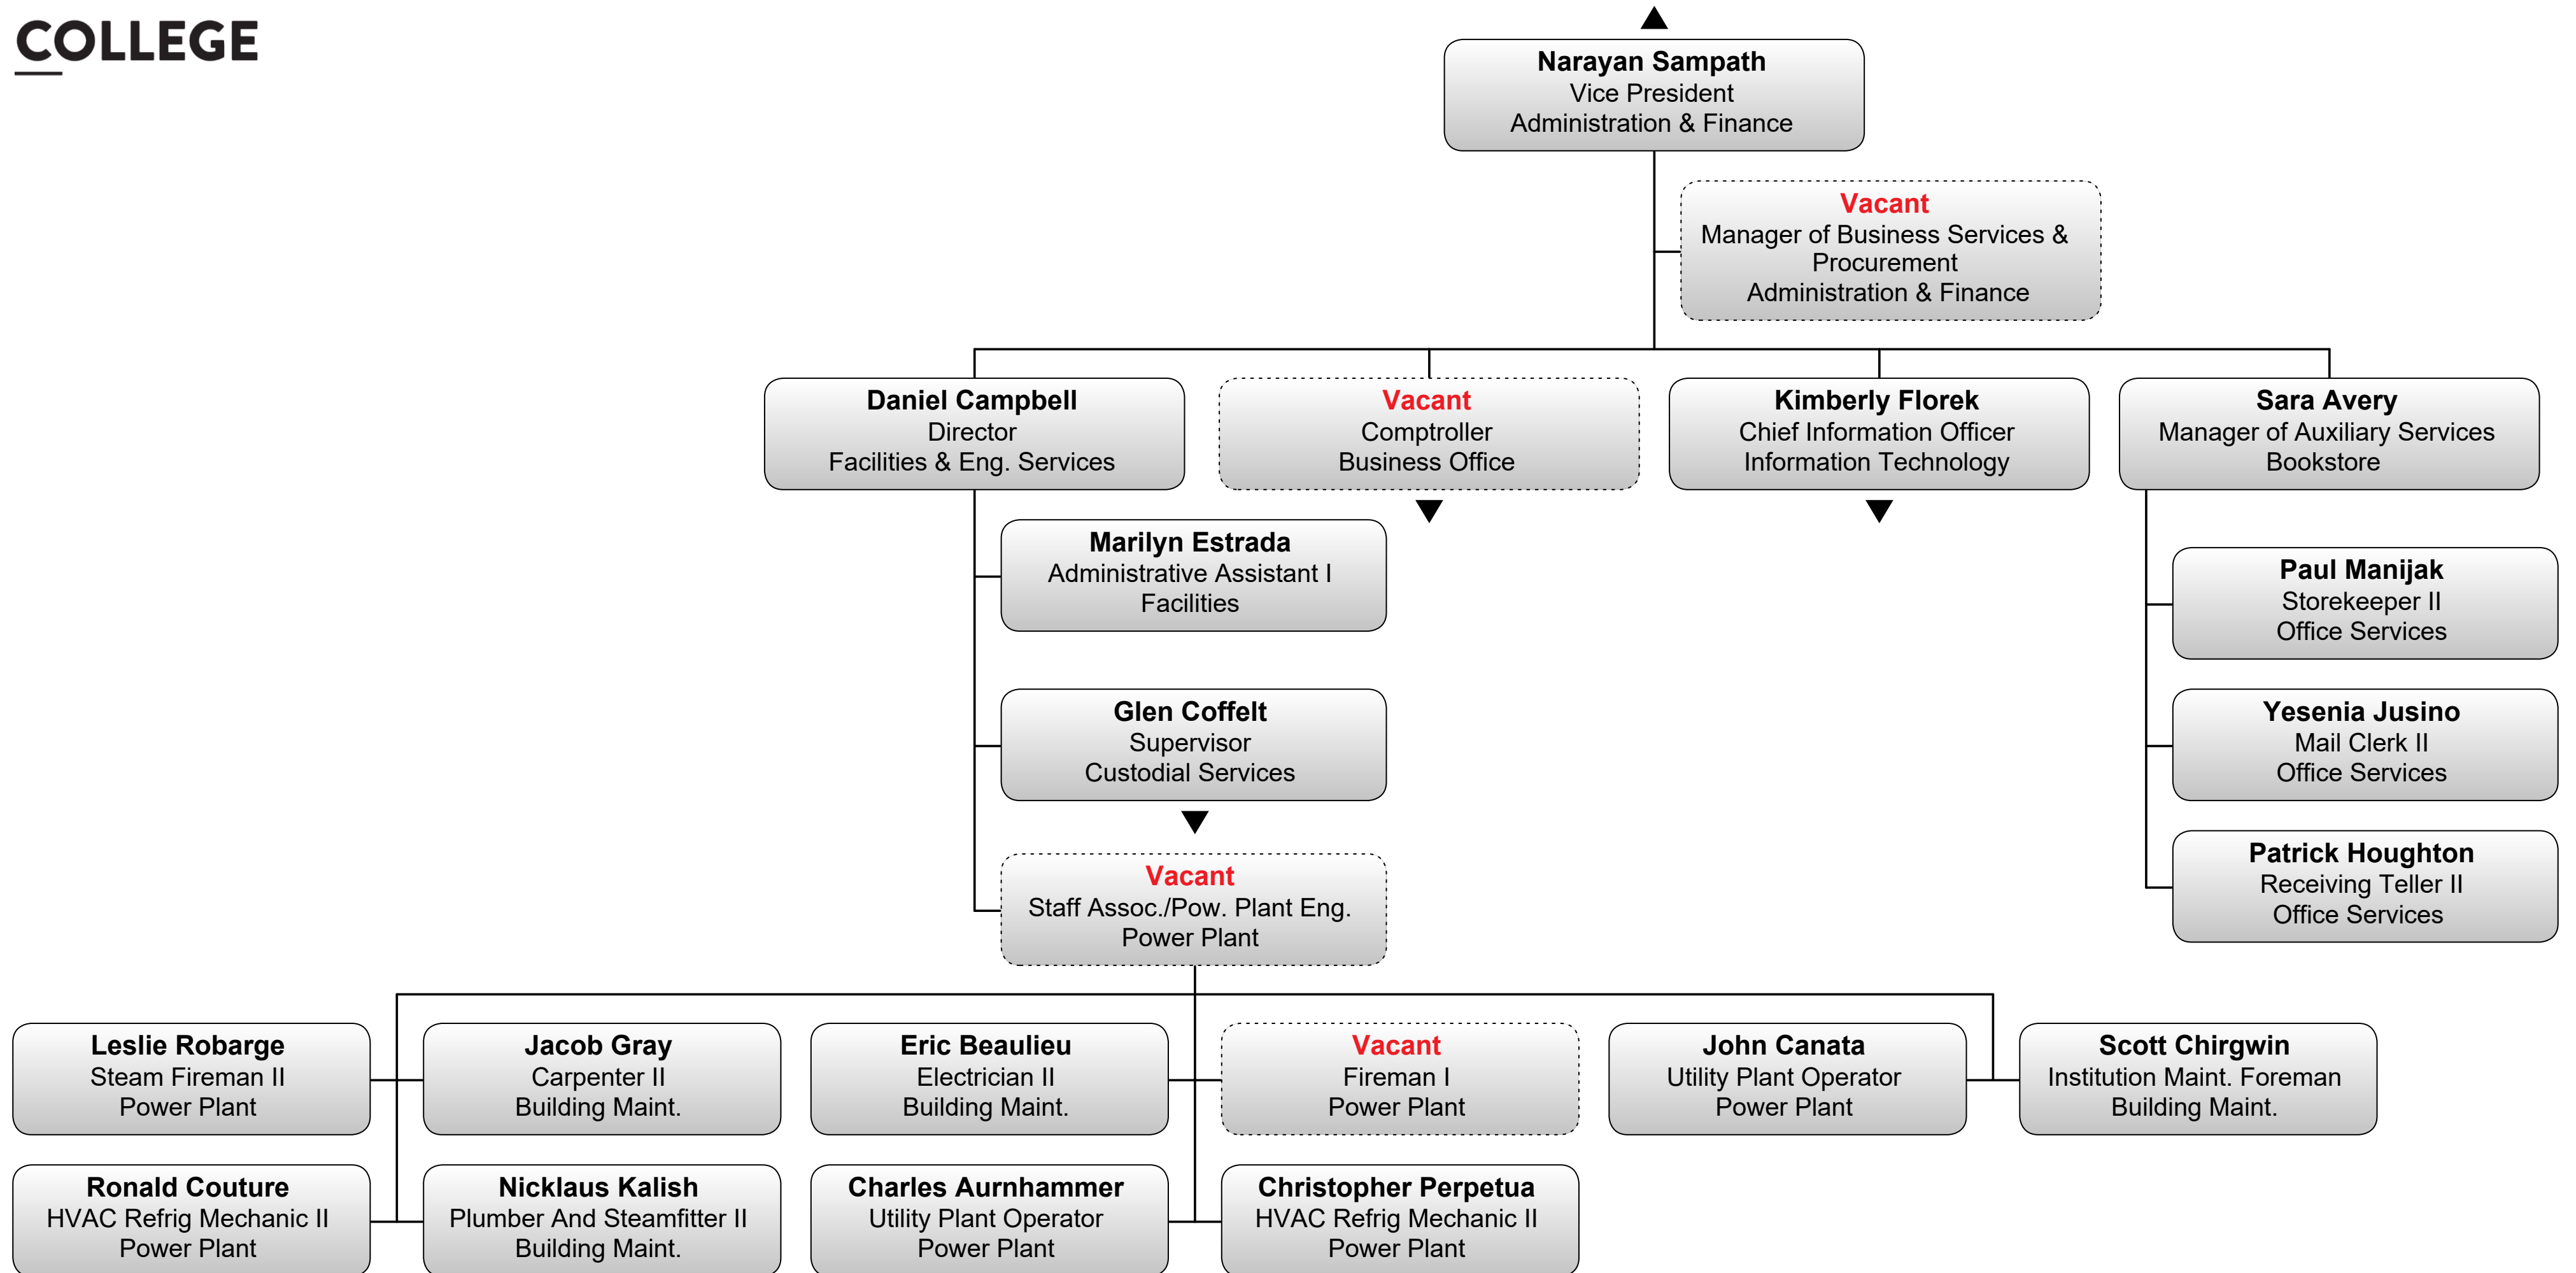 COLLEGE
Narayan Sampath
Vice President
Administration & Finance
Vacant
Manager of Business Services &
Procurement
Administration & Finance
Daniel Campbell
Director
Facilities & Eng. Services
Vacant
Comptroller
Business Office
Kimberly Florek
Chief Information Officer
Information Technology
Sara Avery
Manager of Auxiliary Services
Bookstore
Marilyn Estrada
Administrative Assistant I
Facilities
Glen Coffelt
Supervisor
Custodial Services
Vacant
Staff Assoc./Pow. Plant Eng.
Power Plant
Paul Manijak
Storekeeper II
Office Services
Yesenia Jusino
Mail Clerk II
Office Services
Patrick Houghton
Receiving Teller II
Office Services
Leslie Robarge
Steam Fireman II
Power Plant
Jacob Gray
Carpenter II
Building Maint.
Eric Beaulieu
Electrician II
Building Maint.
Vacant
Fireman I
Power Plant
John Canata
Utility Plant Operator
Power Plant
Scott Chirgwin
Institution Maint. Foreman
Building Maint.
Ronald Couture
HVAC Refrig Mechanic II
Power Plant
Nicklaus Kalish
Plumber And Steamfitter II
Building Maint.
Charles Aurnhammer
Utility Plant Operator
Power Plant
Christopher Perpetua
HVAC Refrig Mechanic II
Power Plant